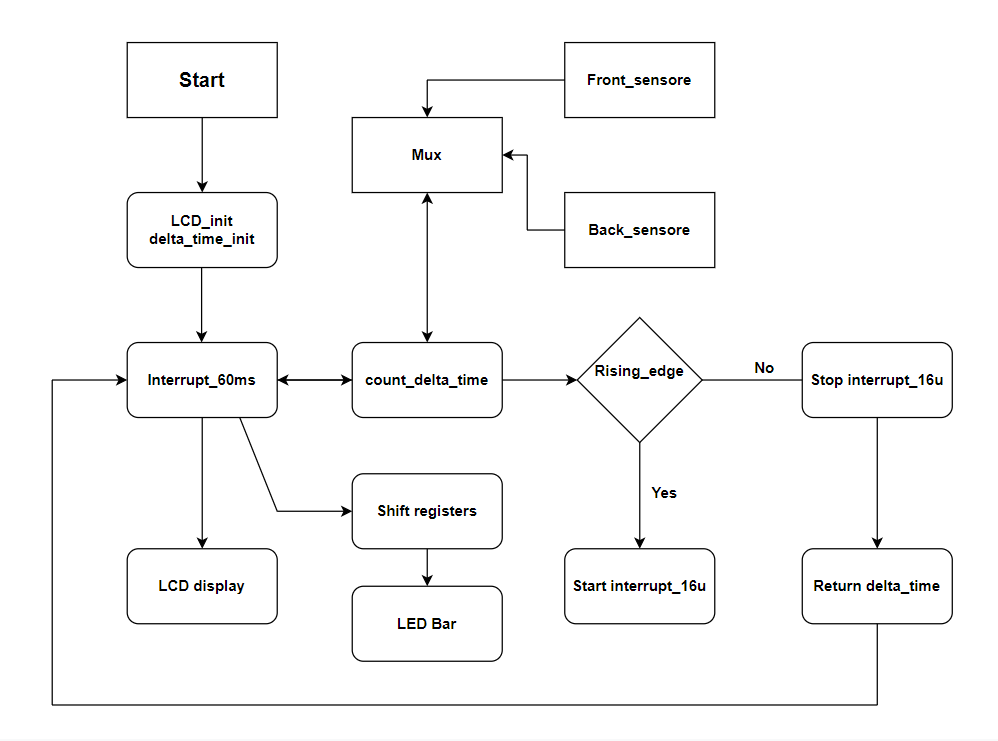 Start
Front_sensore
Mux
LCD_init
delta_time_init
Back_sensore
Interrupt_60ms
count_delta_time
Rising_edge
No
Stop interrupt_16u
Shift registers
Yes
LCD display
LED Bar
Start interrupt_16u
Return delta_time